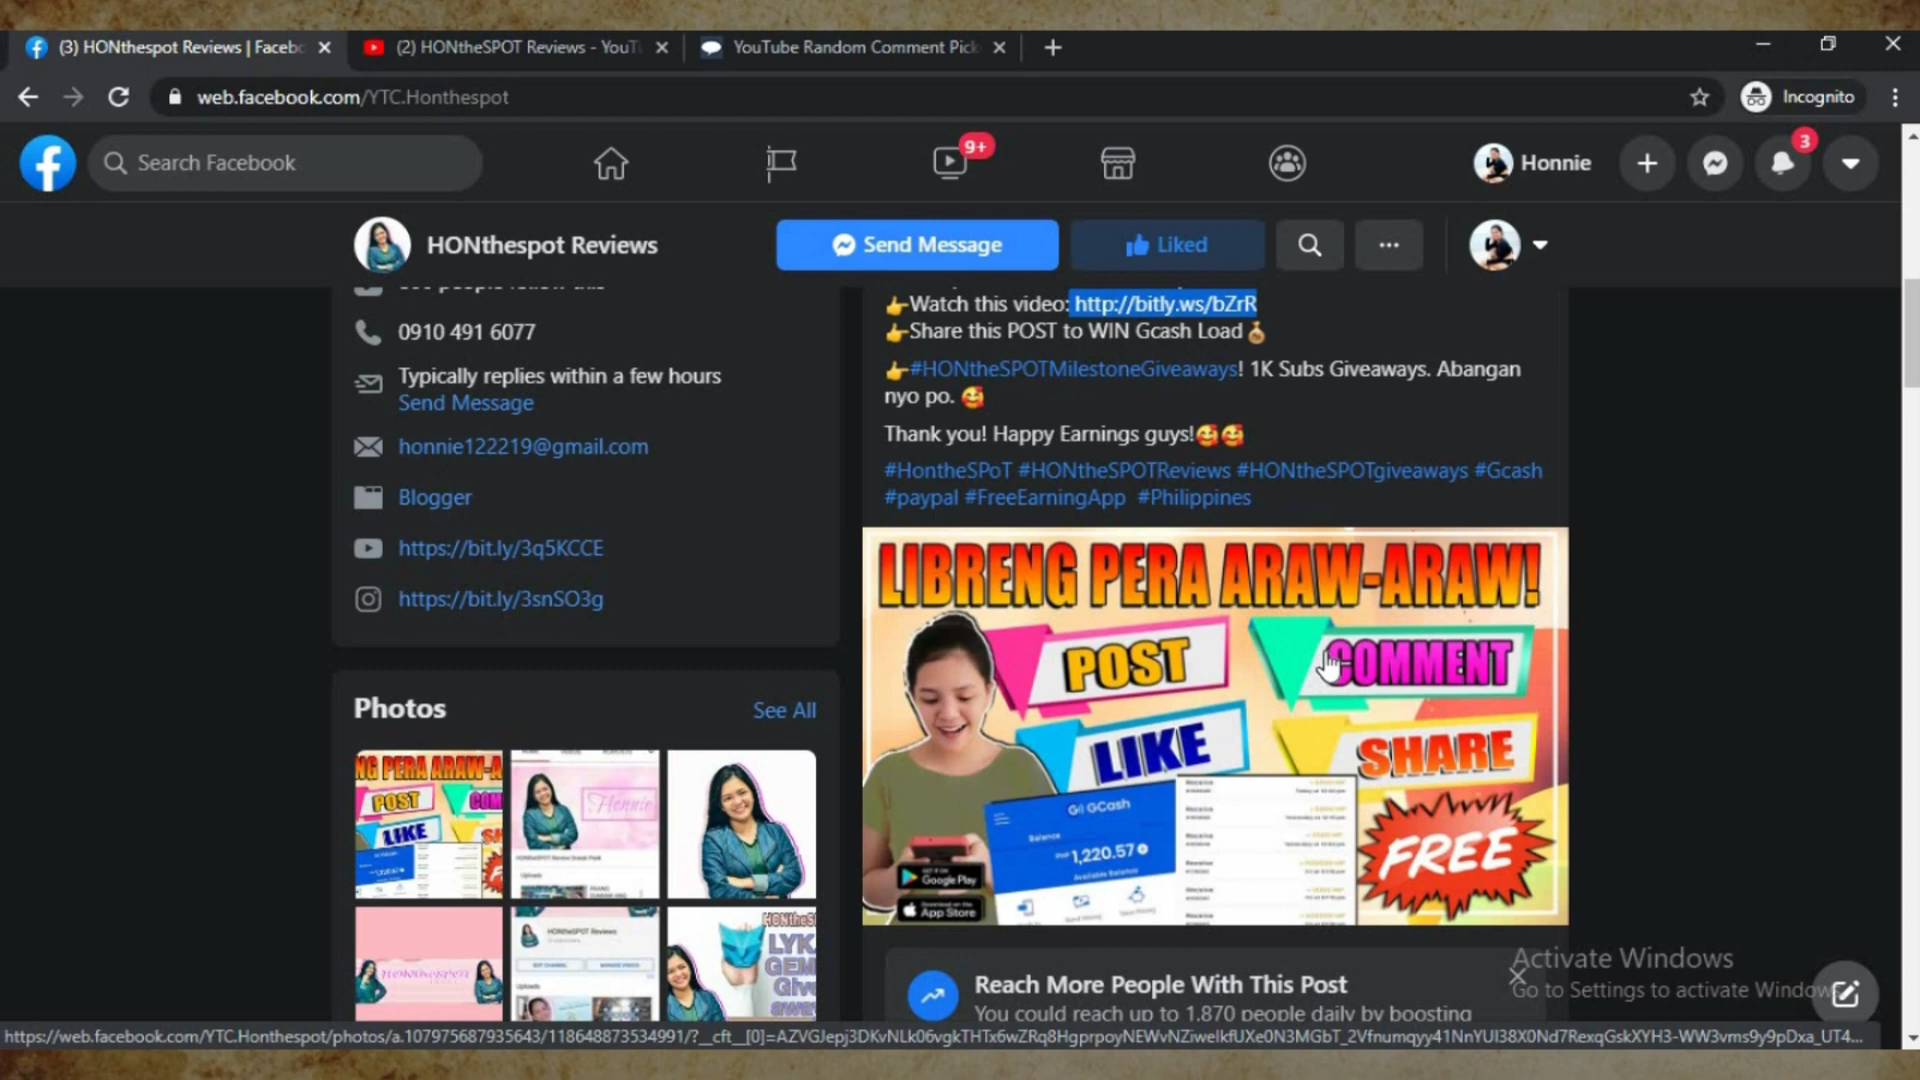 (3) HONthespot Reviews | Facebo
(2) HONtheSPOT Reviews - YouT
YouTube Random Comment Pick
web.facebook.com/YTC.Honthespot
Incognito
Search Facebook
9+
Honnie
3
HONthespot Reviews
Send Message
Liked
0910 491 6077
Typically replies within a few hours
Send Message
honnie122219@gmail.com
Blogger
https://bit.ly/3q5KCCE
https://bit.ly/3snSO3g
Photos
See All
👉Watch this video: http://bitly.ws/bZrR
👉Share this POST to WIN Gcash Load💰
👉#HONtheSPOTMilestoneGiveaways! 1K Subs Giveaways. Abangan
nyo po. 🥰
Thank you! Happy Earnings guys!🥰🥰
#HontheSPoT #HONtheSPOTReviews #HONtheSPOTgiveaways #Gcash
#paypal #FreeEarningApp #Philippines
LIBRENG PERA ARAW-ARAW!
POST
COMMENT
LIKE
SHARE
GCash
Balance
1,220.57
Available Balance
FREE
Google Play
App Store
Reach More People With This Post
You could reach up to 1,870 people daily by boosting
Activate Windows
Go to Settings to activate Window